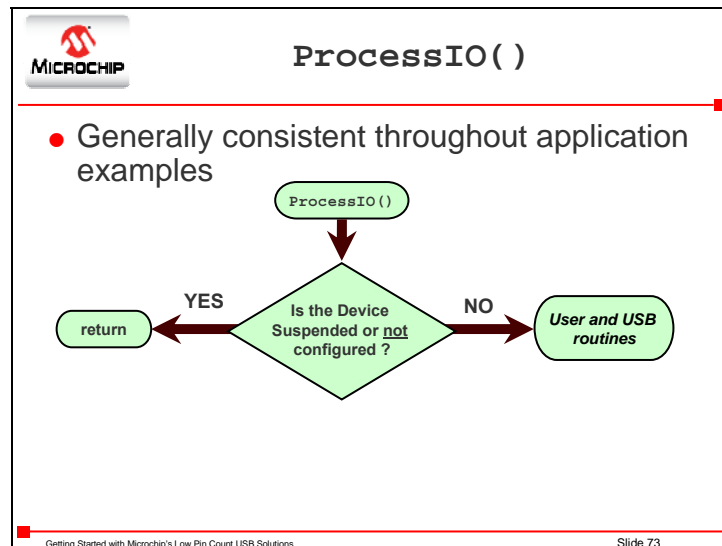 MICROCHIP
ProcessIO()
• Generally consistent throughout application
examples
ProcessIO()
YES
Is the Device
Suspended or not
configured ?
NO
return
User and USB
routines
Getting Started with Microchip's Low Pin Count USB Solutions
Slide 73